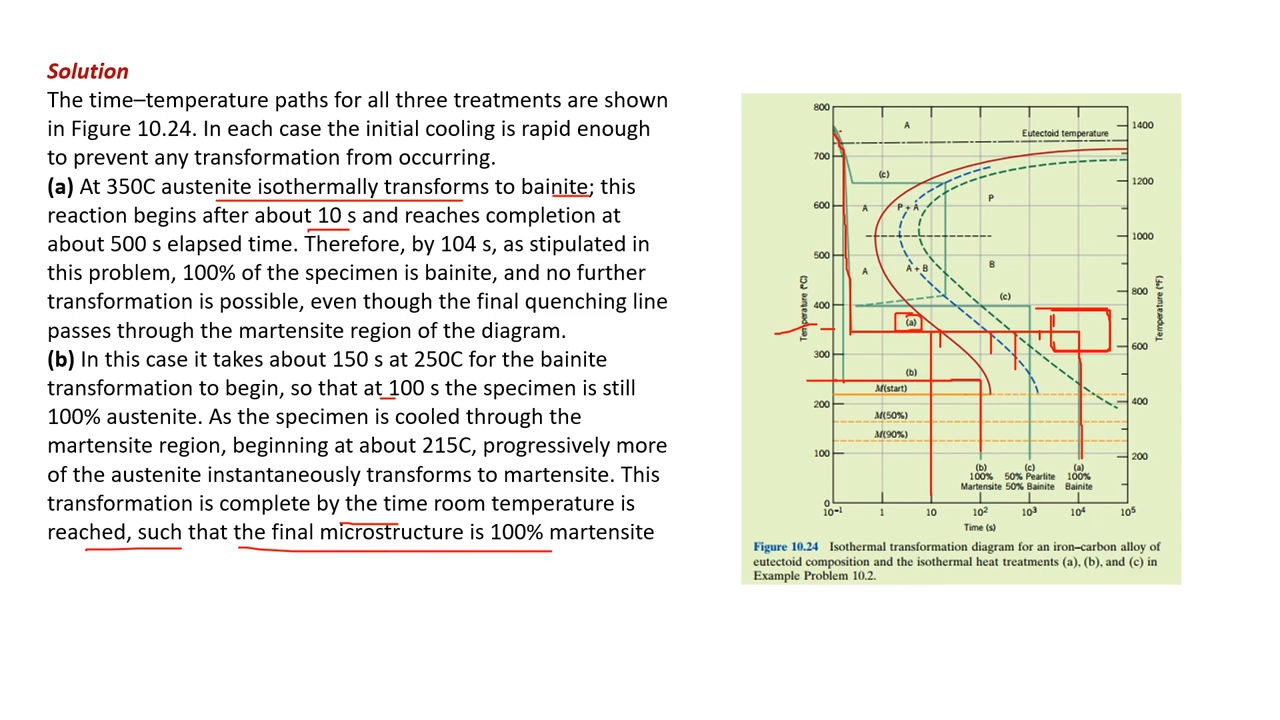 Solution
The time–temperature paths for all three treatments are shown
in Figure 10.24. In each case the initial cooling is rapid enough
to prevent any transformation from occurring.
(a) At 350C austenite isothermally transforms to bainite; this
reaction begins after about 10 s and reaches completion at
about 500 s elapsed time. Therefore, by 104 s, as stipulated in
this problem, 100% of the specimen is bainite, and no further
transformation is possible, even though the final quenching line
passes through the martensite region of the diagram.
(b) In this case it takes about 150 s at 250C for the bainite
transformation to begin, so that at 100 s the specimen is still
100% austenite. As the specimen is cooled through the
martensite region, beginning at about 215C, progressively more
of the austenite instantaneously transforms to martensite. This
transformation is complete by the time room temperature is
reached, such that the final microstructure is 100% martensite
800
A
Eutectoid temperature
1400
700
(c)
1200
P
600
A
P + A
1000
500
A
A + B
B
800
(c)
400
(a)
600
300
(b)
M(start)
400
200
M(50%)
M(90%)
100
200
(b) (c) (a)
100% 50% Pearlite 100%
Martensite 50% Bainite Bainite
0
10⁻¹ 1 10 10² 10³ 10⁴ 10⁵
Time (s)
Temperature (°C)
Temperature (°F)
Figure 10.24 Isothermal transformation diagram for an iron–carbon alloy of
eutectoid composition and the isothermal heat treatments (a), (b), and (c) in
Example Problem 10.2.